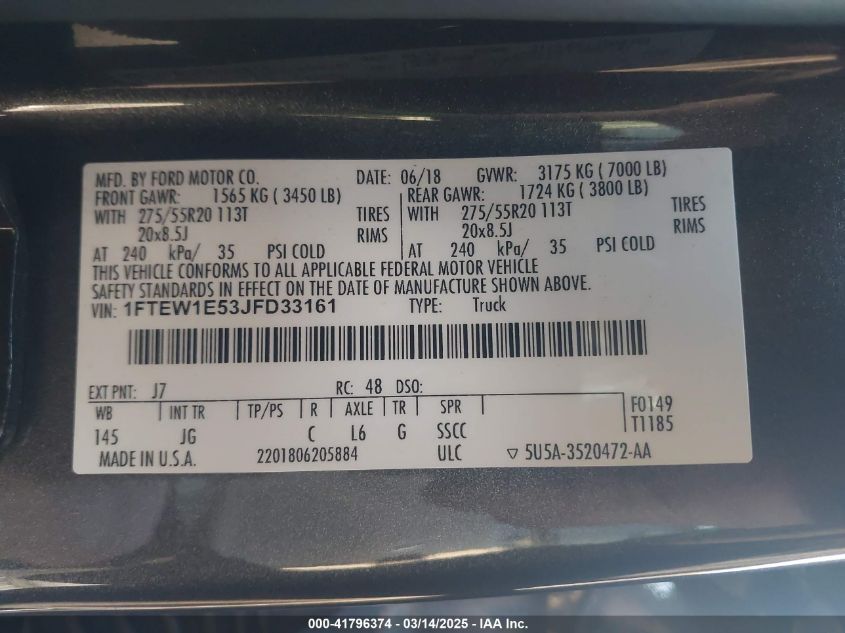 MFD. BY FORD MOTOR CO. DATE: 06/18 GVWR: 3175 KG ( 7000 LB)
FRONT GAWR: 1565 KG ( 3450 LB) REAR GAWR: 1724 KG ( 3800 LB)
WITH 275/55R20 113T TIRES WITH 275/55R20 113T TIRES
20x8.5J RIMS 20x8.5J RIMS
AT 240 kPa/ 35 PSI COLD AT 240 kPa/ 35 PSI COLD
THIS VEHICLE CONFORMS TO ALL APPLICABLE FEDERAL MOTOR VEHICLE
SAFETY STANDARDS IN EFFECT ON THE DATE OF MANUFACTURE SHOWN ABOVE.
VIN: 1FTEW1E53JFD33161 TYPE: Truck
EXT PNT: J7 RC: 48 DSO:
WB INT TR TP/PS R AXLE TR SPR F0149
145 JG C L6 G SSCC T1185
MADE IN U.S.A. 2201806205884 ULC ▽ 5U5A-3520472-AA
000-41796374 / 03/14/2025 - IAA Inc.